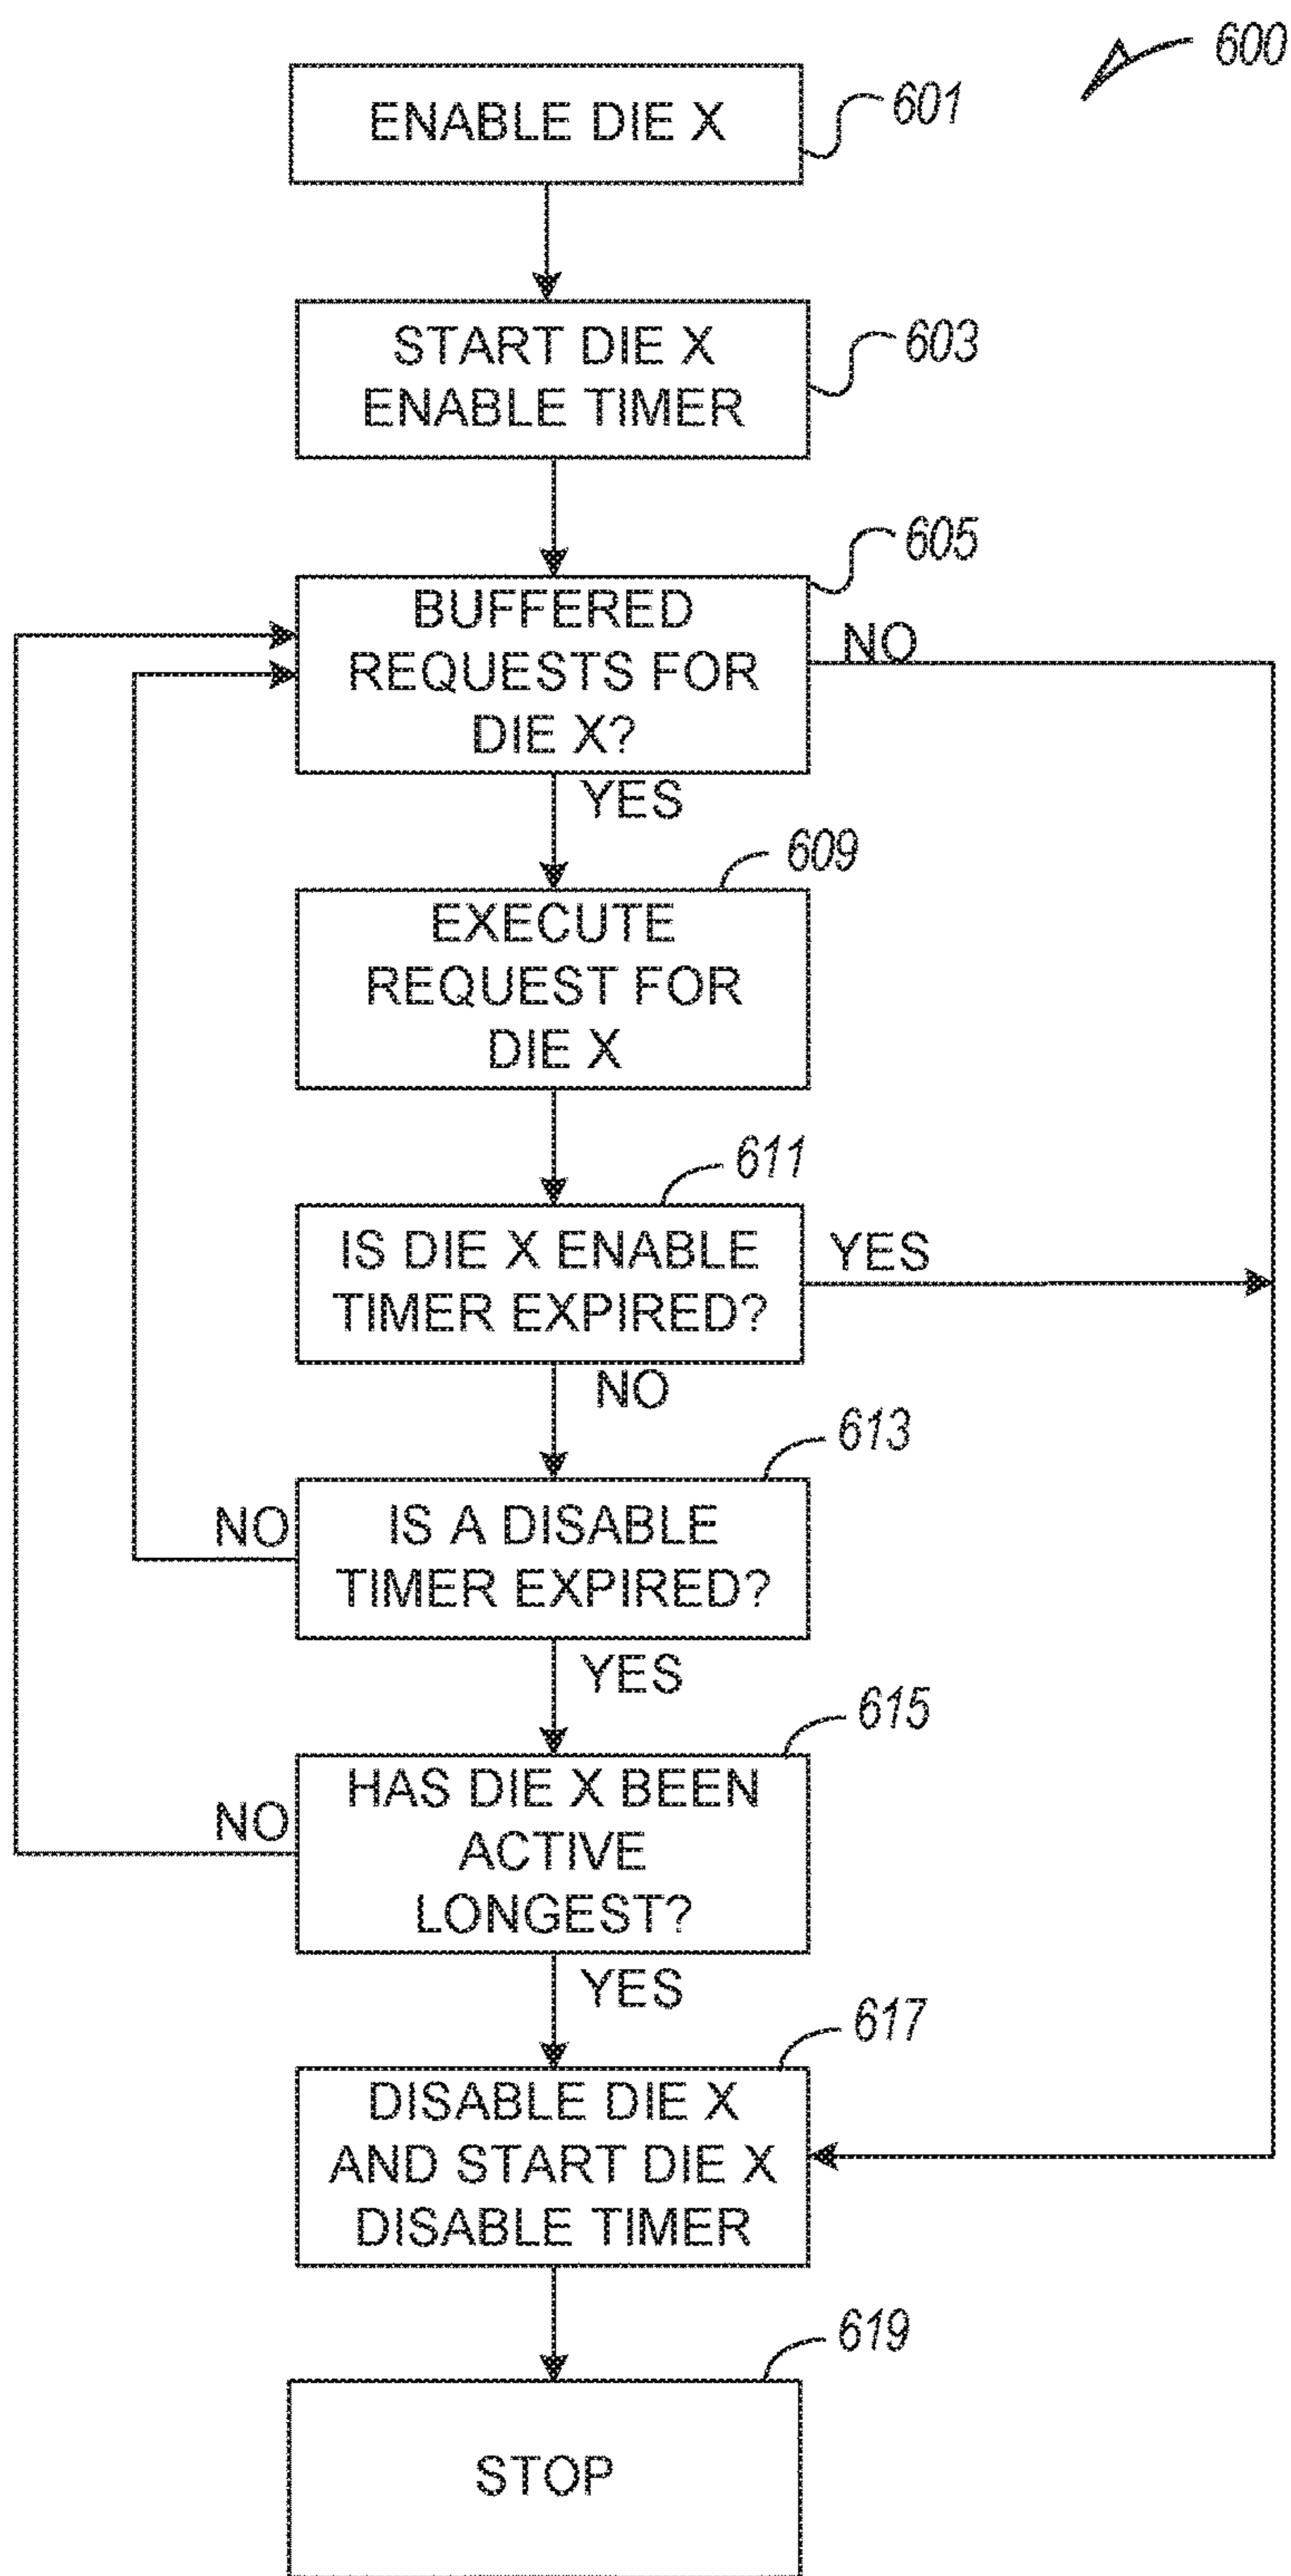 600
ENABLE DIE X
601
START DIE X
ENABLE TIMER
603
BUFFERED
REQUESTS FOR
DIE X?
605
NO
YES
EXECUTE
REQUEST FOR
DIE X
609
IS DIE X ENABLE
TIMER EXPIRED?
611
YES
NO
IS A DISABLE
TIMER EXPIRED?
613
NO
YES
HAS DIE X BEEN
ACTIVE
LONGEST?
615
NO
YES
DISABLE DIE X
AND START DIE X
DISABLE TIMER
617
STOP
619